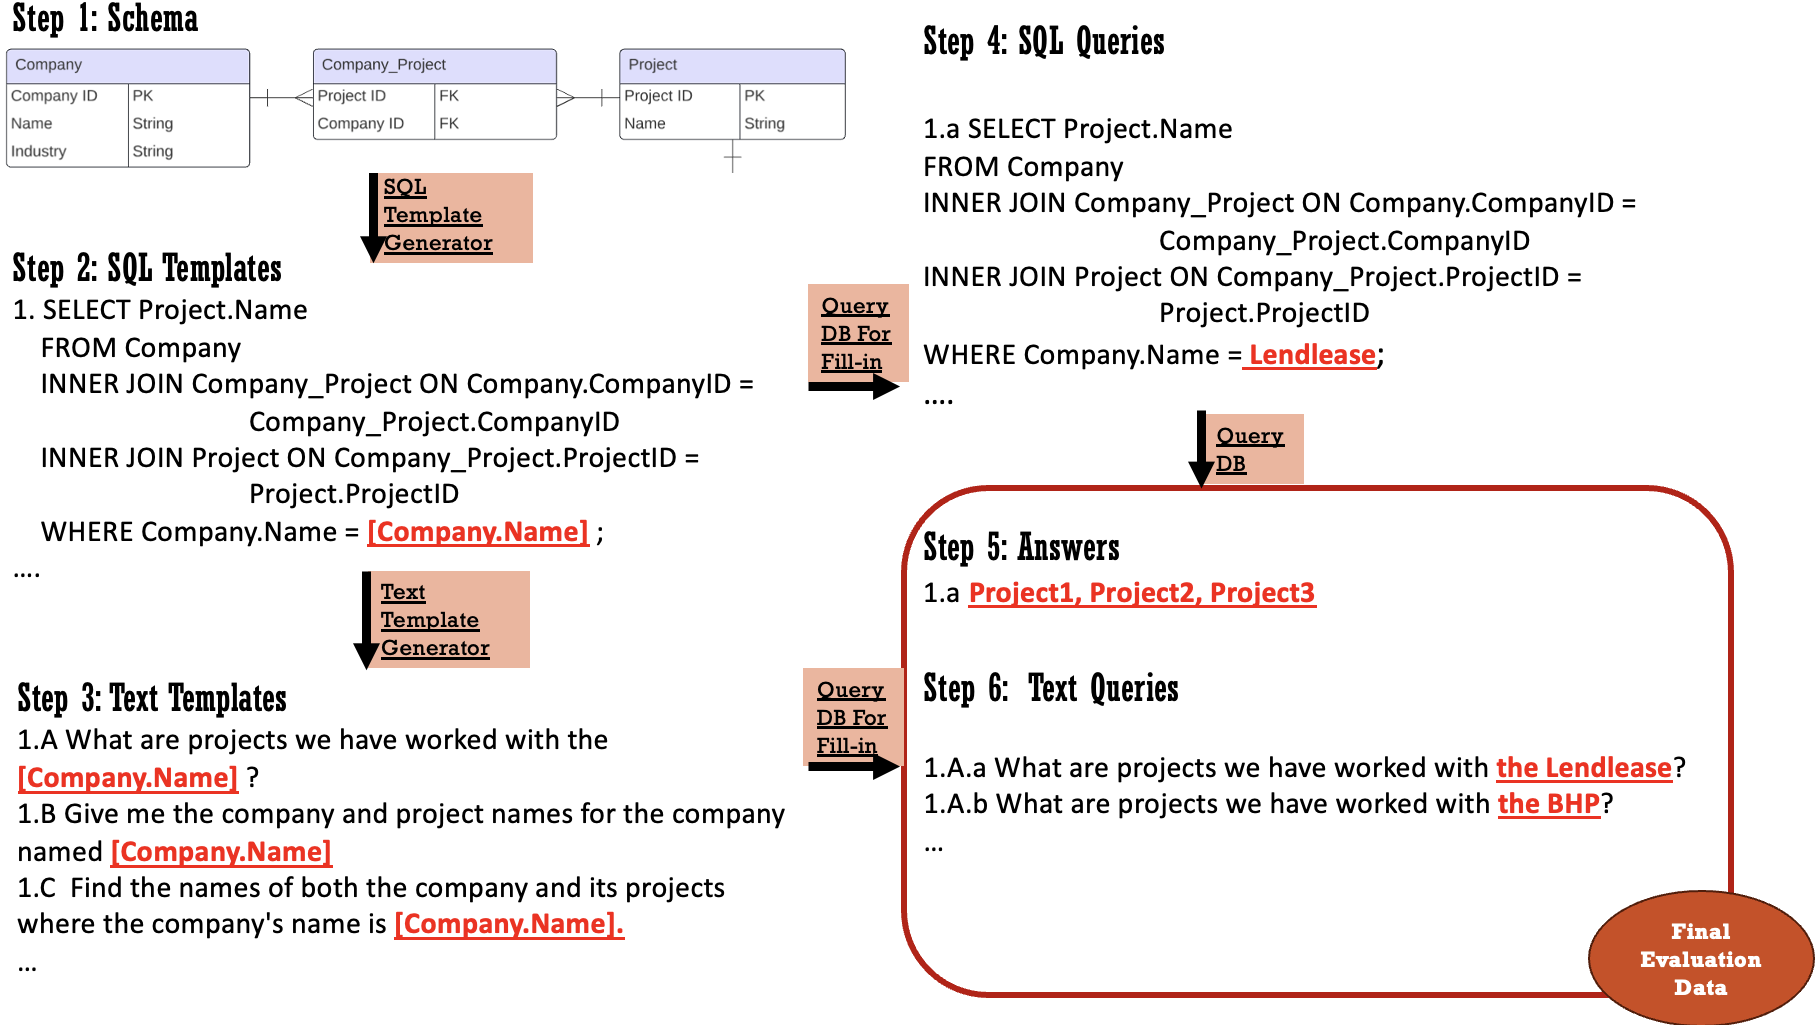 Step 1: Schema
Company
Company ID PK
Name String
Industry String
Company_Project
Project ID FK
Company ID FK
Project
Project ID PK
Name String
SQL
Template
Generator
Step 2: SQL Templates
1. SELECT Project.Name
FROM Company
INNER JOIN Company_Project ON Company.CompanyID =
Company_Project.CompanyID
INNER JOIN Project ON Company_Project.ProjectID =
Project.ProjectID
WHERE Company.Name = [Company.Name] ;
....
Text
Template
Generator
Step 3: Text Templates
1.A What are projects we have worked with the
[Company.Name] ?
1.B Give me the company and project names for the company
named [Company.Name]
1.C  Find the names of both the company and its projects
where the company's name is [Company.Name].
...
Query
DB For
Fill-in
Step 4: SQL Queries
1.a SELECT Project.Name
FROM Company
INNER JOIN Company_Project ON Company.CompanyID =
Company_Project.CompanyID
INNER JOIN Project ON Company_Project.ProjectID =
Project.ProjectID
WHERE Company.Name = Lendlease;
....
Query
DB
Step 5: Answers
1.a Project1, Project2, Project3
Query
DB For
Fill-in
Step 6:  Text Queries
1.A.a What are projects we have worked with the Lendlease?
1.A.b What are projects we have worked with the BHP?
...
Final
Evaluation
Data